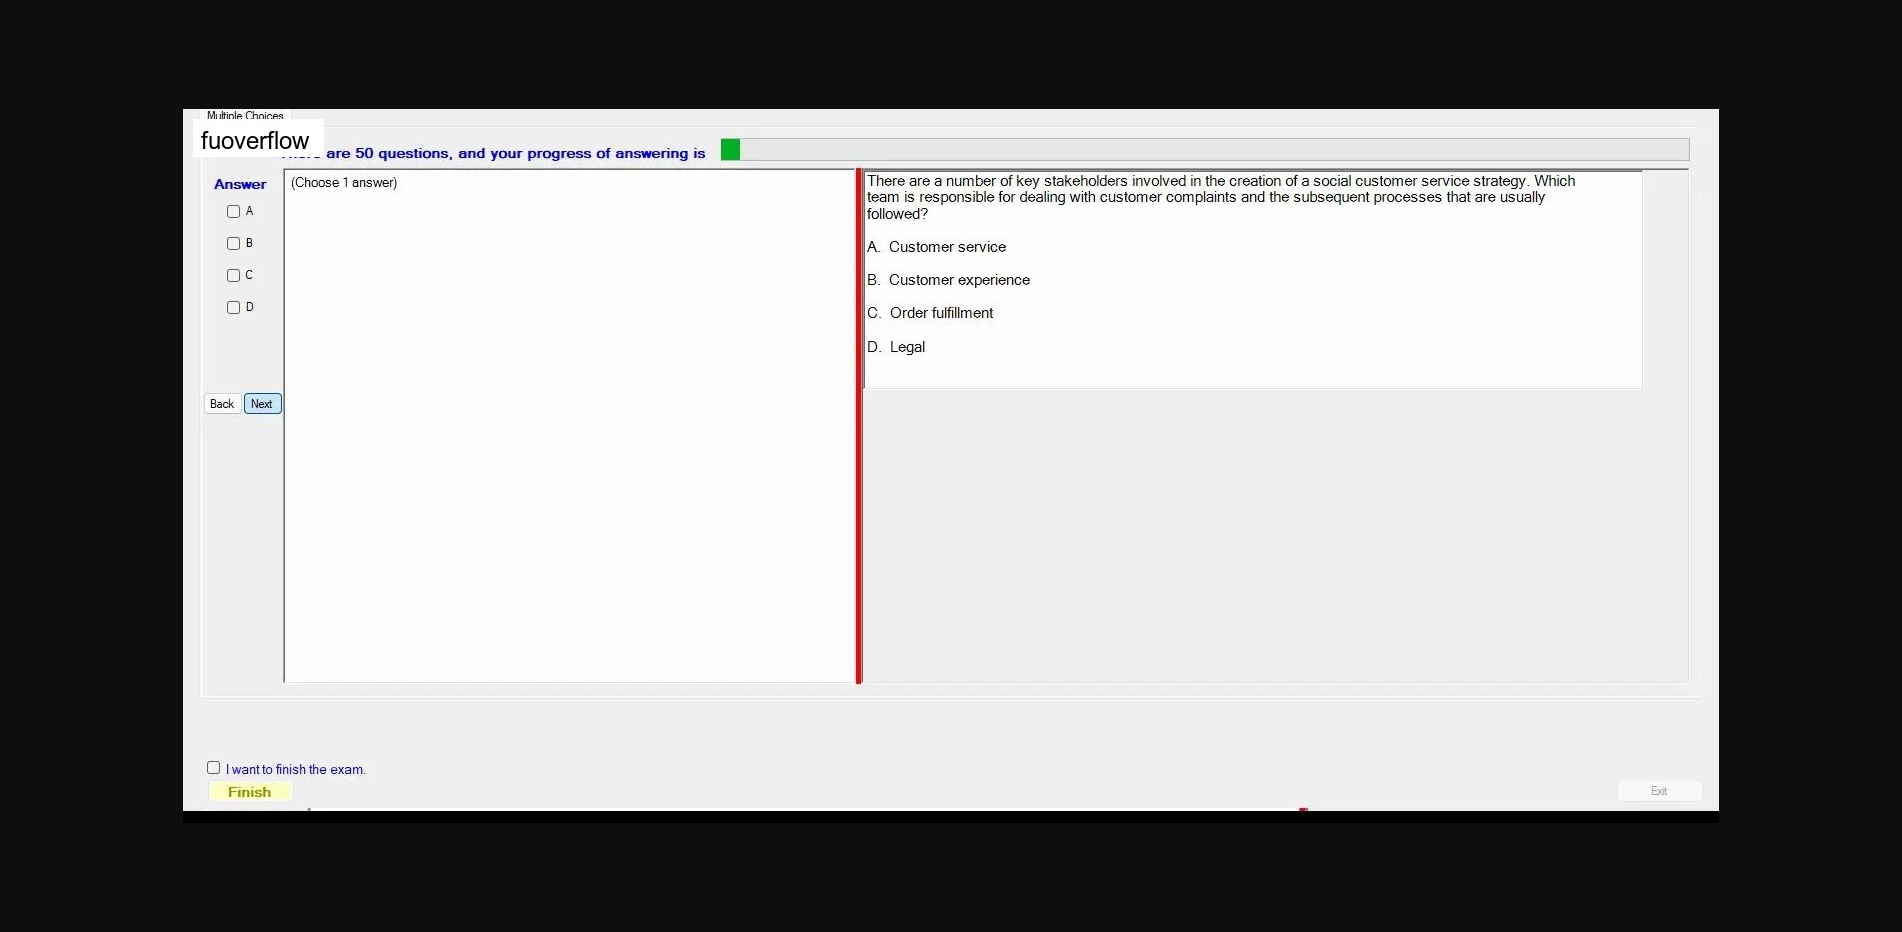 Multiple Choices
fuoverflow
are 50 questions, and your progress of answering is
Answer
(Choose 1 answer)
A
B
C
D
Back Next
There are a number of key stakeholders involved in the creation of a social customer service strategy. Which
team is responsible for dealing with customer complaints and the subsequent processes that are usually
followed?
A. Customer service
B. Customer experience
C. Order fulfillment
D. Legal
I want to finish the exam.
Finish
Exit